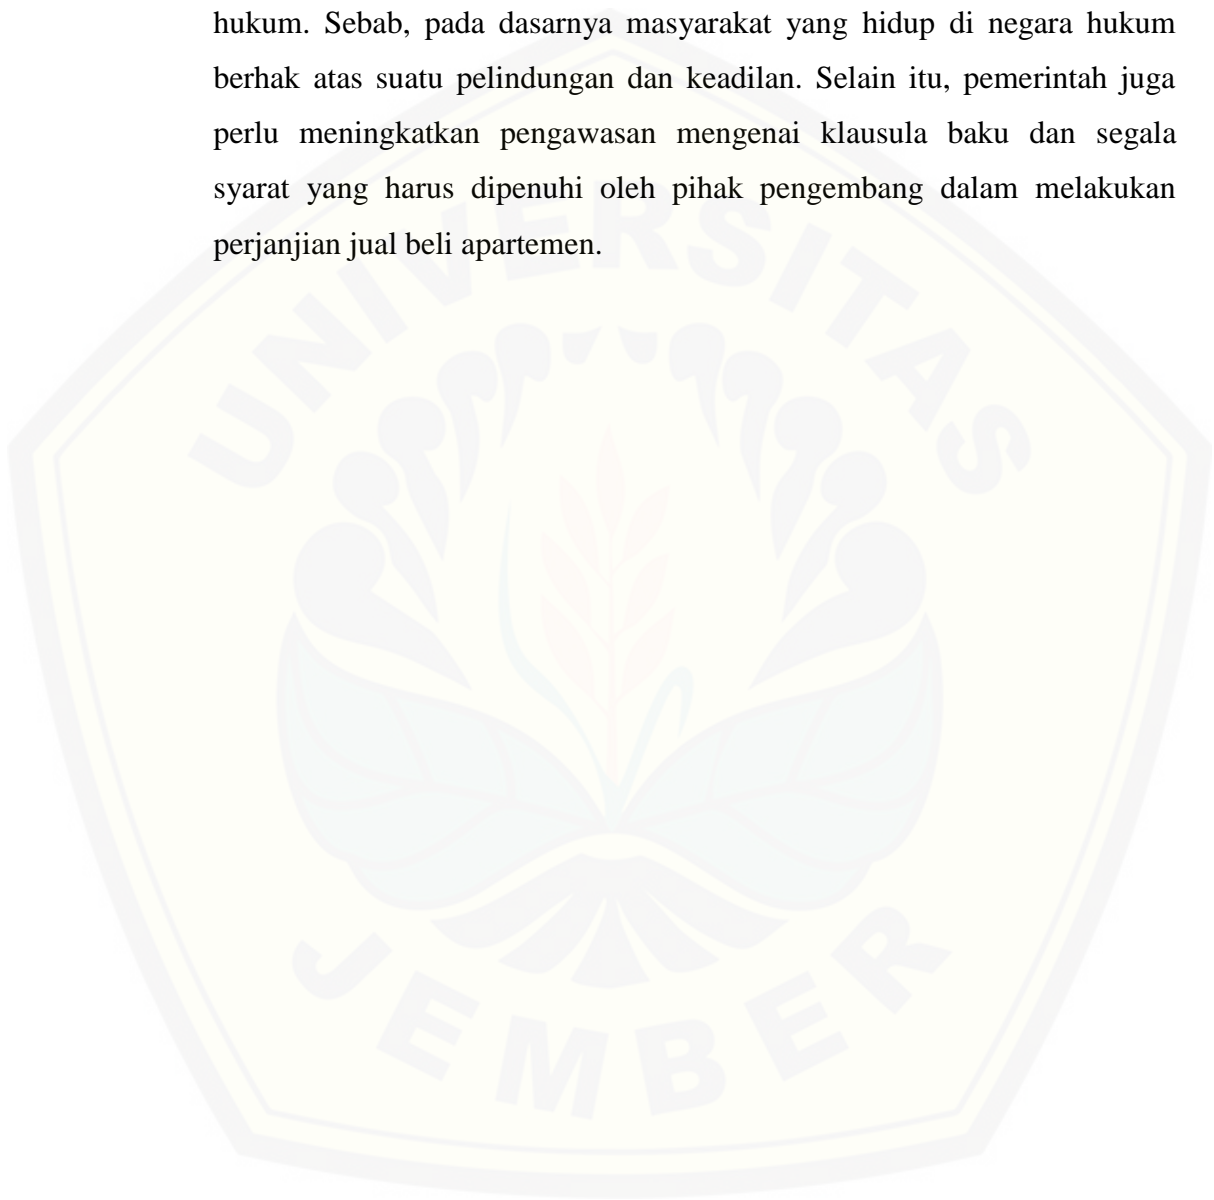 hukum. Sebab, pada dasarnya masyarakat yang hidup di negara hukum
berhak atas suatu pelindungan dan keadilan. Selain itu, pemerintah juga
perlu meningkatkan pengawasan mengenai klausula baku dan segala
syarat yang harus dipenuhi oleh pihak pengembang dalam melakukan
perjanjian jual beli apartemen.
UNIVERSITAS
JEMBER